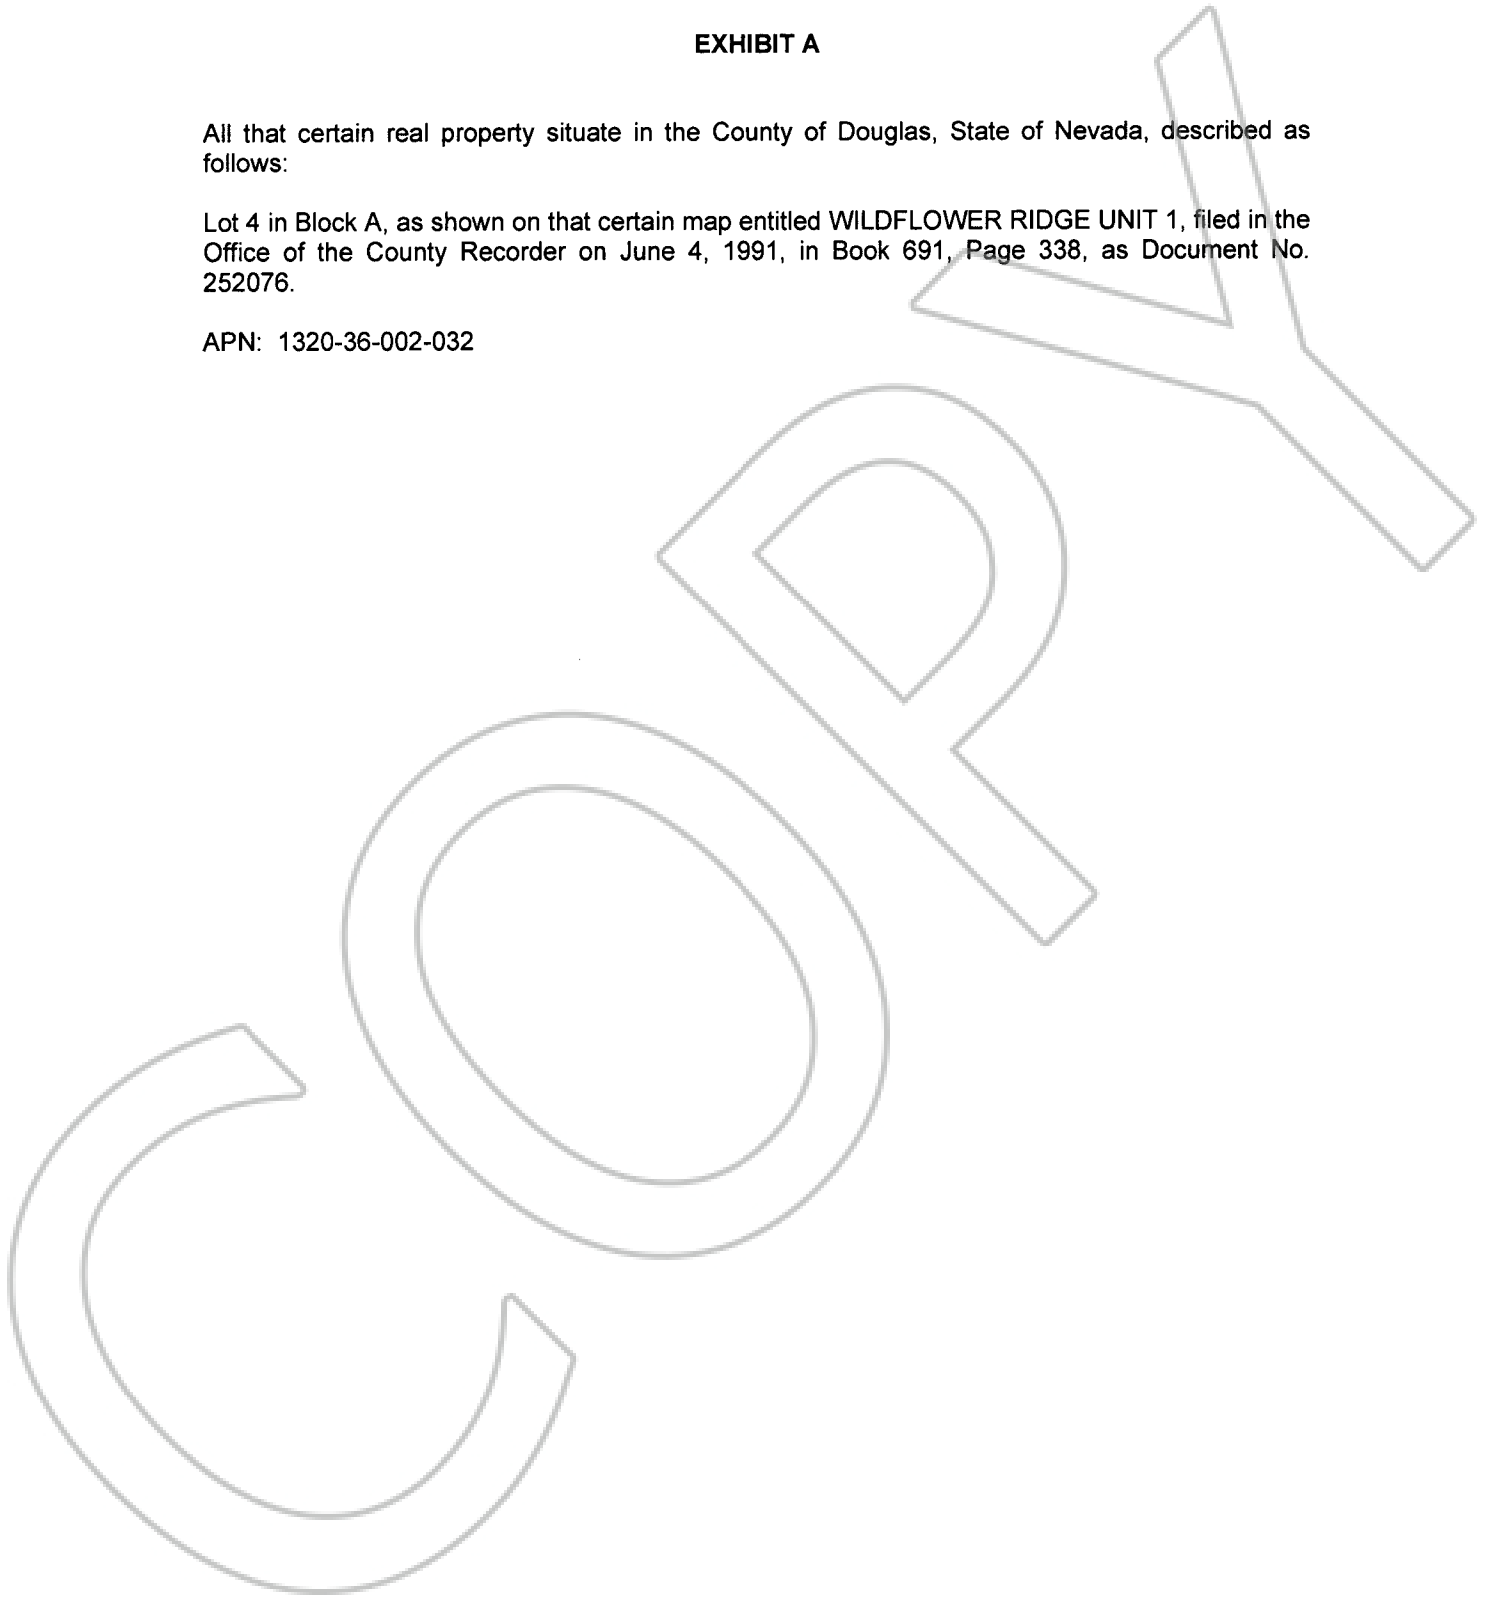 EXHIBIT A
All that certain real property situate in the County of Douglas, State of Nevada, described as
follows:
Lot 4 in Block A, as shown on that certain map entitled WILDFLOWER RIDGE UNIT 1, filed in the
Office of the County Recorder on June 4, 1991, in Book 691, Page 338, as Document No.
252076.
APN: 1320-36-002-032
COPY